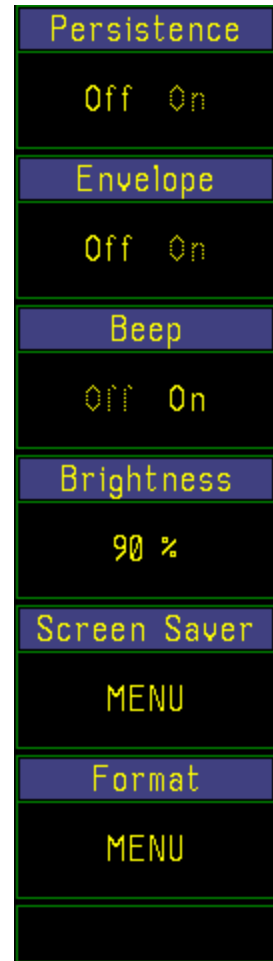 Persistence
Off On
Envelope
Off On
Beep
Off On
Brightness
90 %
Screen Saver
MENU
Format
MENU